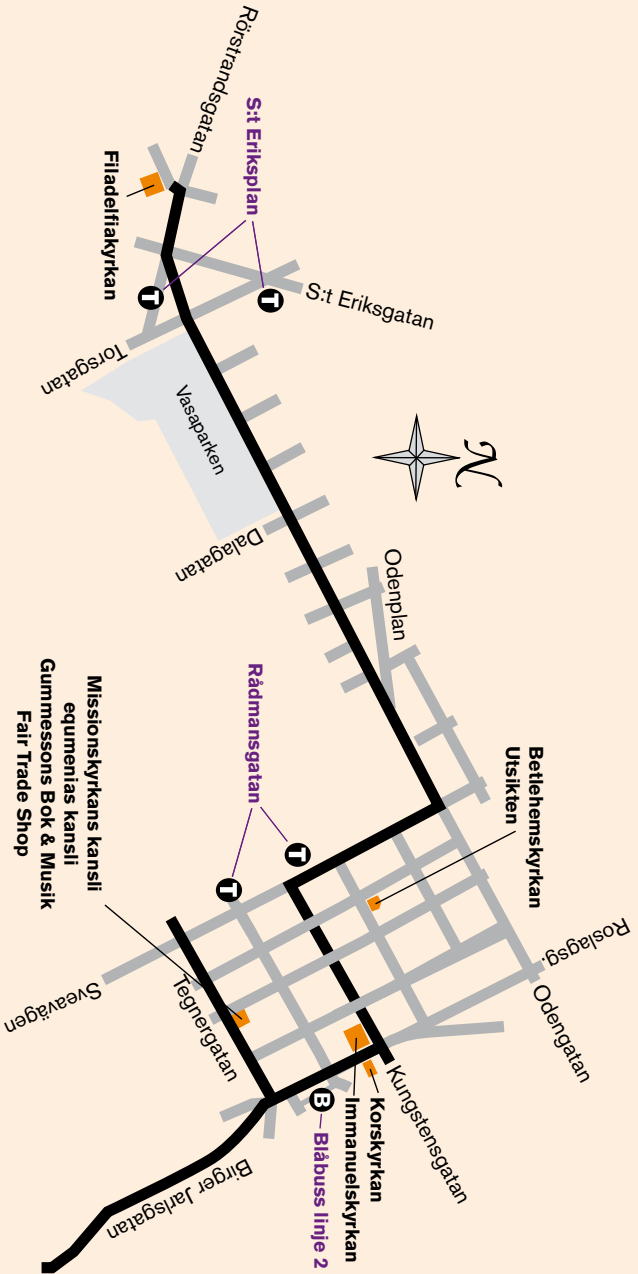 Rörstrandsgatan
S:t Eriksplan
Filadelfiakyrkan
T
T
S:t Eriksgatan
Torsgatan
Vasaparken
N
Dalagatan
Odenplan
Rådmansgatan
T
T
Missionskyrkans kansli
equmenias kansli
Gummessons Bok & Musik
Fair Trade Shop
Betlehemskyrkan
Utsikten
Roslagsg.
Odengatan
Sveavägen
Tegnergatan
Kungstensgatan
Korskyrkan
Immanuelskyrkan
B
Blåbuss linje 2
Birger Jarlsgatan